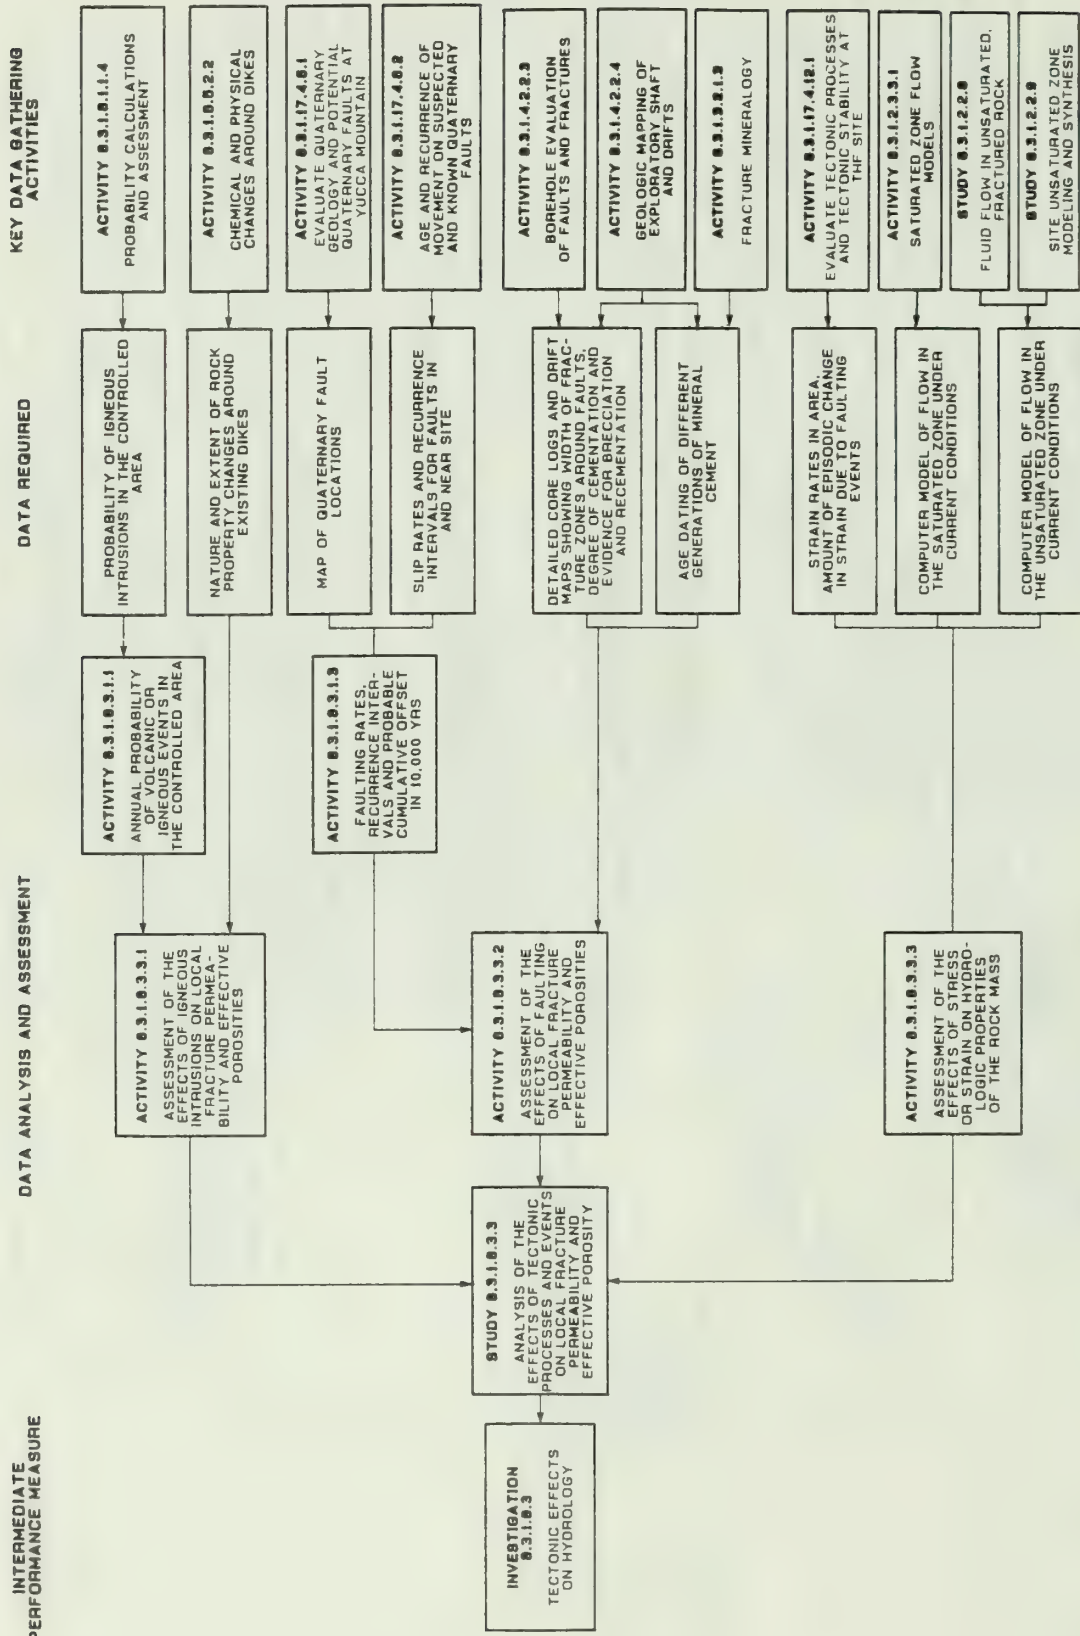 INTERMEDIATE
PERFORMANCE MEASURE
DATA ANALYSIS AND ASSESSMENT
DATA REQUIRED
KEY DATA GATHERING
ACTIVITIES
INVESTIGATION
8.3.1.8.3
TECTONIC EFFECTS
ON HYDROLOGY
STUDY 8.3.1.8.3.3
ANALYSIS OF THE
EFFECTS OF TECTONIC
PROCESSES AND EVENTS
ON LOCAL FRACTURE
PERMEABILITY AND
EFFECTIVE POROSITY
ACTIVITY 8.3.1.8.3.3.1
ASSESSMENT OF THE
EFFECTS OF IGNEOUS
INTRUSIONS ON LOCAL
FRACTURE PERMEA-
BILITY AND EFFECTIVE
POROSITIES
ACTIVITY 8.3.1.8.3.3.2
ASSESSMENT OF THE
EFFECTS OF FAULTING
ON LOCAL FRACTURE
PERMEABILITY AND
EFFECTIVE POROSITIES
ACTIVITY 8.3.1.8.3.3.3
ASSESSMENT OF THE
EFFECTS OF STRESS
OR STRAIN ON HYDRO-
LOGIC PROPERTIES
OF THE ROCK MASS
ACTIVITY 8.3.1.8.3.1.1
ANNUAL PROBABILITY
OF VOLCANIC OR
IGNEOUS EVENTS IN
THE CONTROLLED AREA
ACTIVITY 8.3.1.8.3.1.3
FAULTING RATES,
RECURRENCE INTER-
VALS AND PROBABLE
CUMULATIVE OFFSET
IN 10,000 YRS
PROBABILITY OF IGNEOUS
INTRUSIONS IN THE CONTROLLED
AREA
NATURE AND EXTENT OF ROCK
PROPERTY CHANGES AROUND
EXISTING DIKES
MAP OF QUATERNARY FAULT
LOCATIONS
SLIP RATES AND RECURRENCE
INTERVALS FOR FAULTS IN
AND NEAR SITE
DETAILED CORE LOGS AND DRIFT
MAPS SHOWING WIDTH OF FRAC-
TURE ZONES AROUND FAULTS,
DEGREE OF CEMENTATION AND
EVIDENCE FOR BRECCIATION
AND RECEMENTATION
AGE DATING OF DIFFERENT
GENERATIONS OF MINERAL
CEMENT
STRAIN RATES IN AREA,
AMOUNT OF EPISODIC CHANGE
IN STRAIN DUE TO FAULTING
EVENTS
COMPUTER MODEL OF FLOW IN
THE SATURATED ZONE UNDER
CURRENT CONDITIONS
COMPUTER MODEL OF FLOW IN
THE UNSATURATED ZONE UNDER
CURRENT CONDITIONS
ACTIVITY 8.3.1.8.1.1.4
PROBABILITY CALCULATIONS
AND ASSESSMENT
ACTIVITY 8.3.1.8.5.2.2
CHEMICAL AND PHYSICAL
CHANGES AROUND DIKES
ACTIVITY 8.3.1.17.4.6.1
EVALUATE QUATERNARY
GEOLOGY AND POTENTIAL
QUATERNARY FAULTS AT
YUCCA MOUNTAIN
ACTIVITY 8.3.1.17.4.6.2
AGE AND RECURRENCE OF
MOVEMENT ON SUSPECTED
AND KNOWN QUATERNARY
FAULTS
ACTIVITY 8.3.1.4.2.2.3
BOREHOLE EVALUATION
OF FAULTS AND FRACTURES
ACTIVITY 8.3.1.4.2.2.4
GEOLOGIC MAPPING OF
EXPLORATORY SHAFT
AND DRIFTS
ACTIVITY 8.3.1.3.2.1.3
FRACTURE MINERALOGY
ACTIVITY 8.3.1.17.4.12.1
EVALUATE TECTONIC PROCESSES
AND TECTONIC STABILITY AT
THE SITE
ACTIVITY 8.3.1.2.3.3.1
SATURATED ZONE FLOW
MODELS
STUDY 8.3.1.2.2.8
FLUID FLOW IN UNSATURATED,
FRACTURED ROCK
STUDY 8.3.1.2.2.9
SITE UNSATURATED ZONE
MODELING AND SYNTHESIS